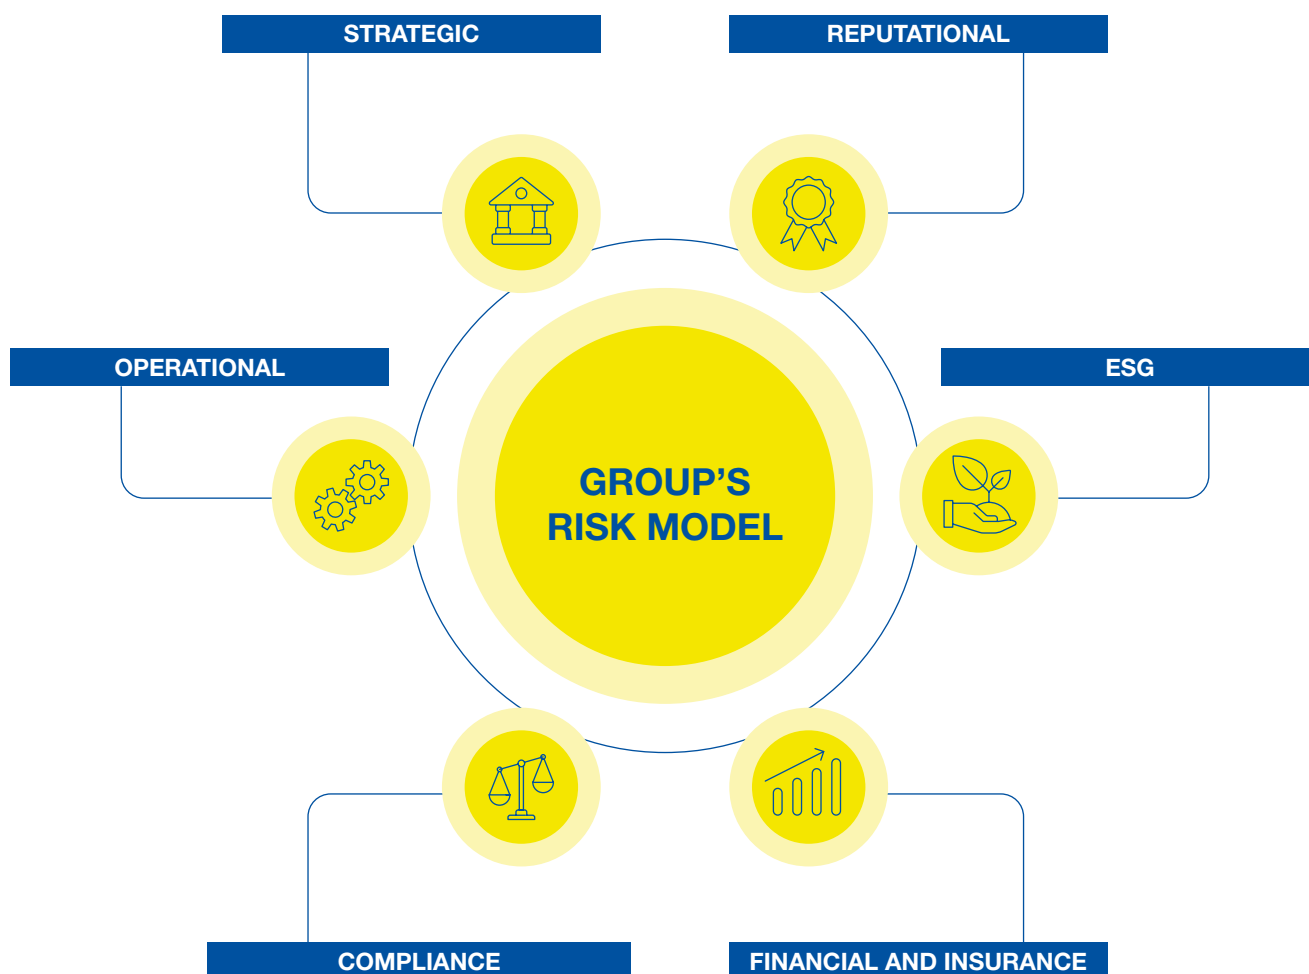 STRATEGIC
REPUTATIONAL
OPERATIONAL
ESG
GROUP'S
RISK MODEL
COMPLIANCE
FINANCIAL AND INSURANCE